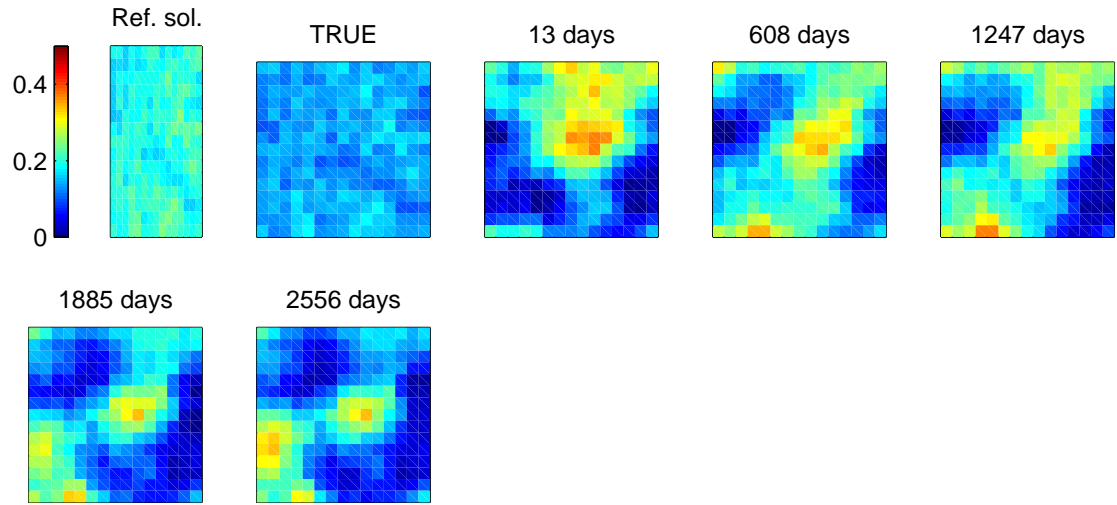 Ref. sol.
TRUE
13 days
608 days
1247 days
0.4
0.2
0
1885 days
2556 days